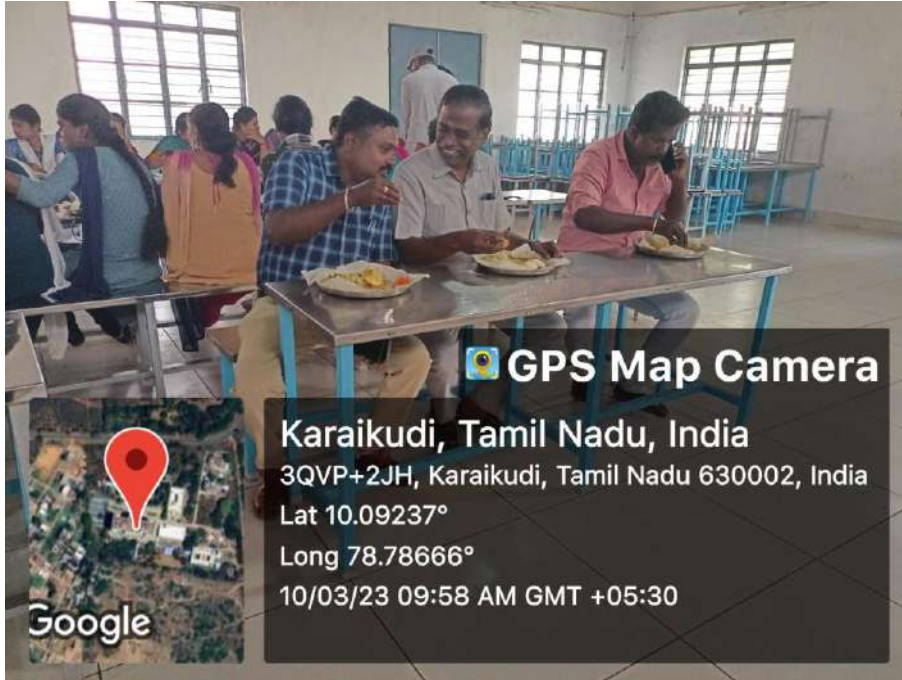 GPS Map Camera
Karaikudi, Tamil Nadu, India
3QVP+2JH, Karaikudi, Tamil Nadu 630002, India
Lat 10.09237°
Long 78.78666°
10/03/23 09:58 AM GMT +05:30
Google